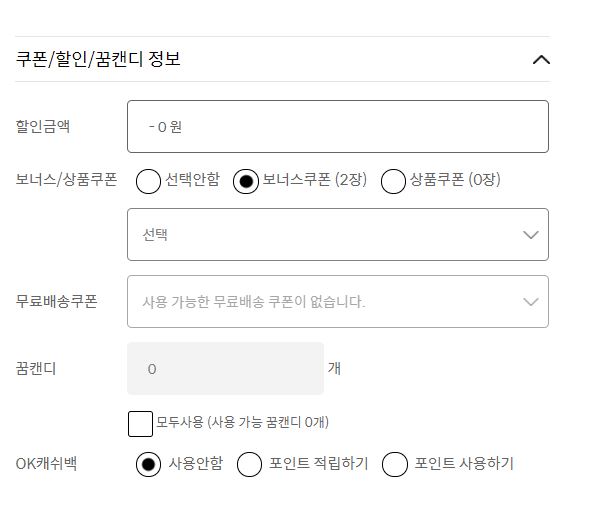 쿠폰/할인/꿈캔디 정보
할인금액 - 0 원
보너스/상품쿠폰 선택안함 보너스쿠폰 (2장) 상품쿠폰 (0장)
선택
무료배송쿠폰 사용 가능한 무료배송 쿠폰이 없습니다.
꿈캔디 0 개
모두사용 (사용 가능 꿈캔디 0개)
OK캐쉬백 사용안함 포인트 적립하기 포인트 사용하기